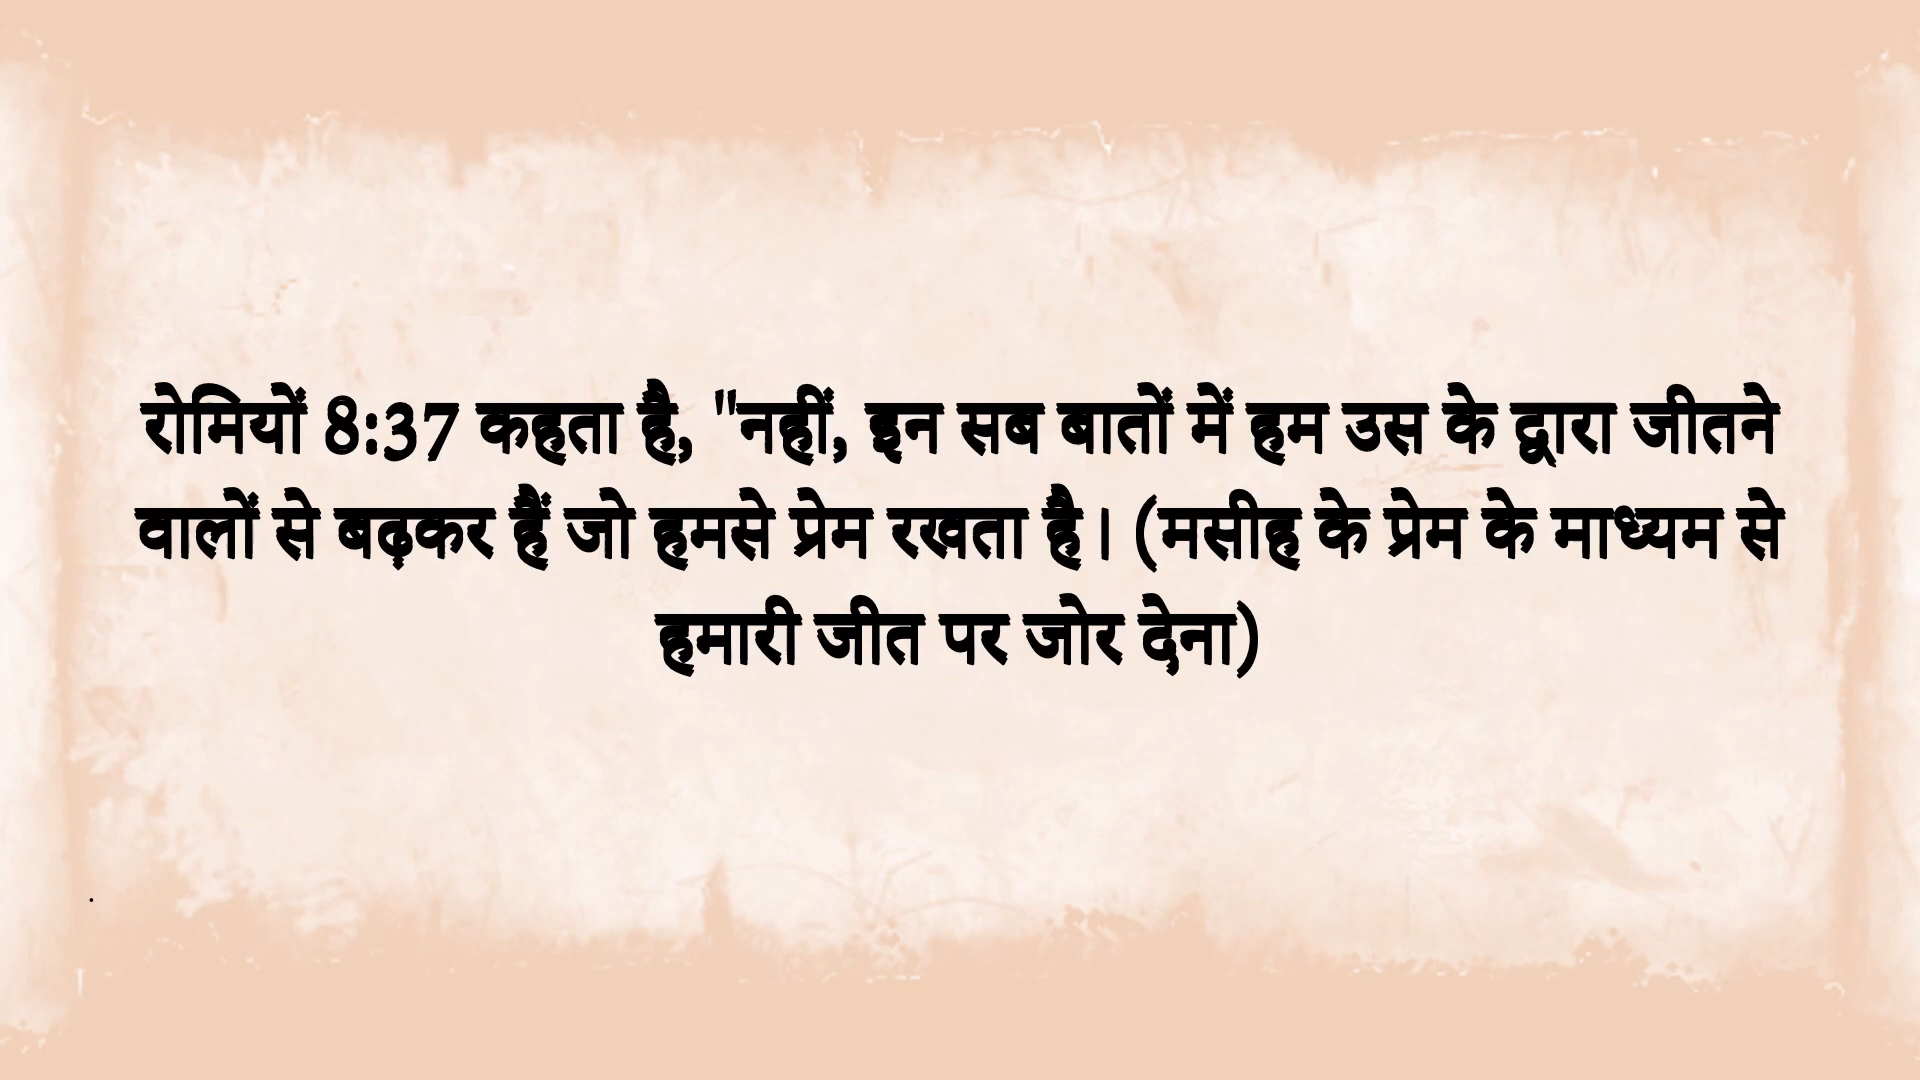 रोमियों 8:37 कहता है, "नहीं, इन सब बातों में हम उस के द्वारा जीतने
वालों से बढ़कर हैं जो हमसे प्रेम रखता है। (मसीह के प्रेम के माध्यम से
हमारी जीत पर जोर देना)
.